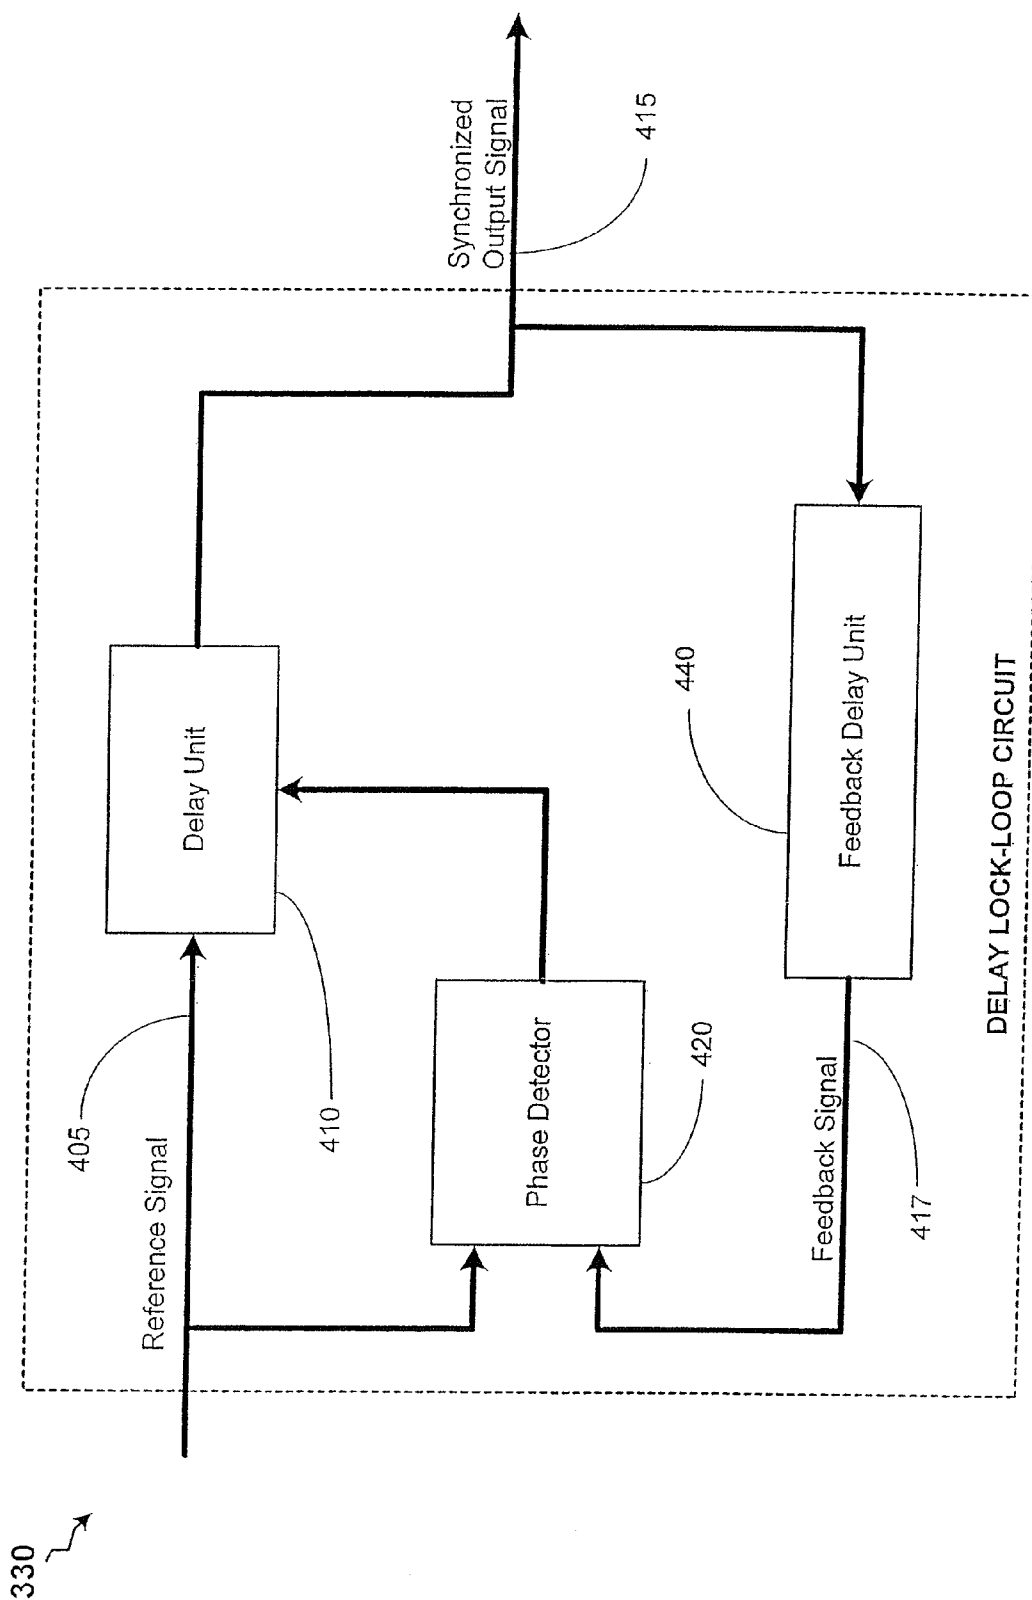 330
405
Reference Signal
Delay Unit
410
Synchronized
Output Signal
415
Phase Detector
420
440
Feedback Delay Unit
Feedback Signal
417
DELAY LOCK-LOOP CIRCUIT